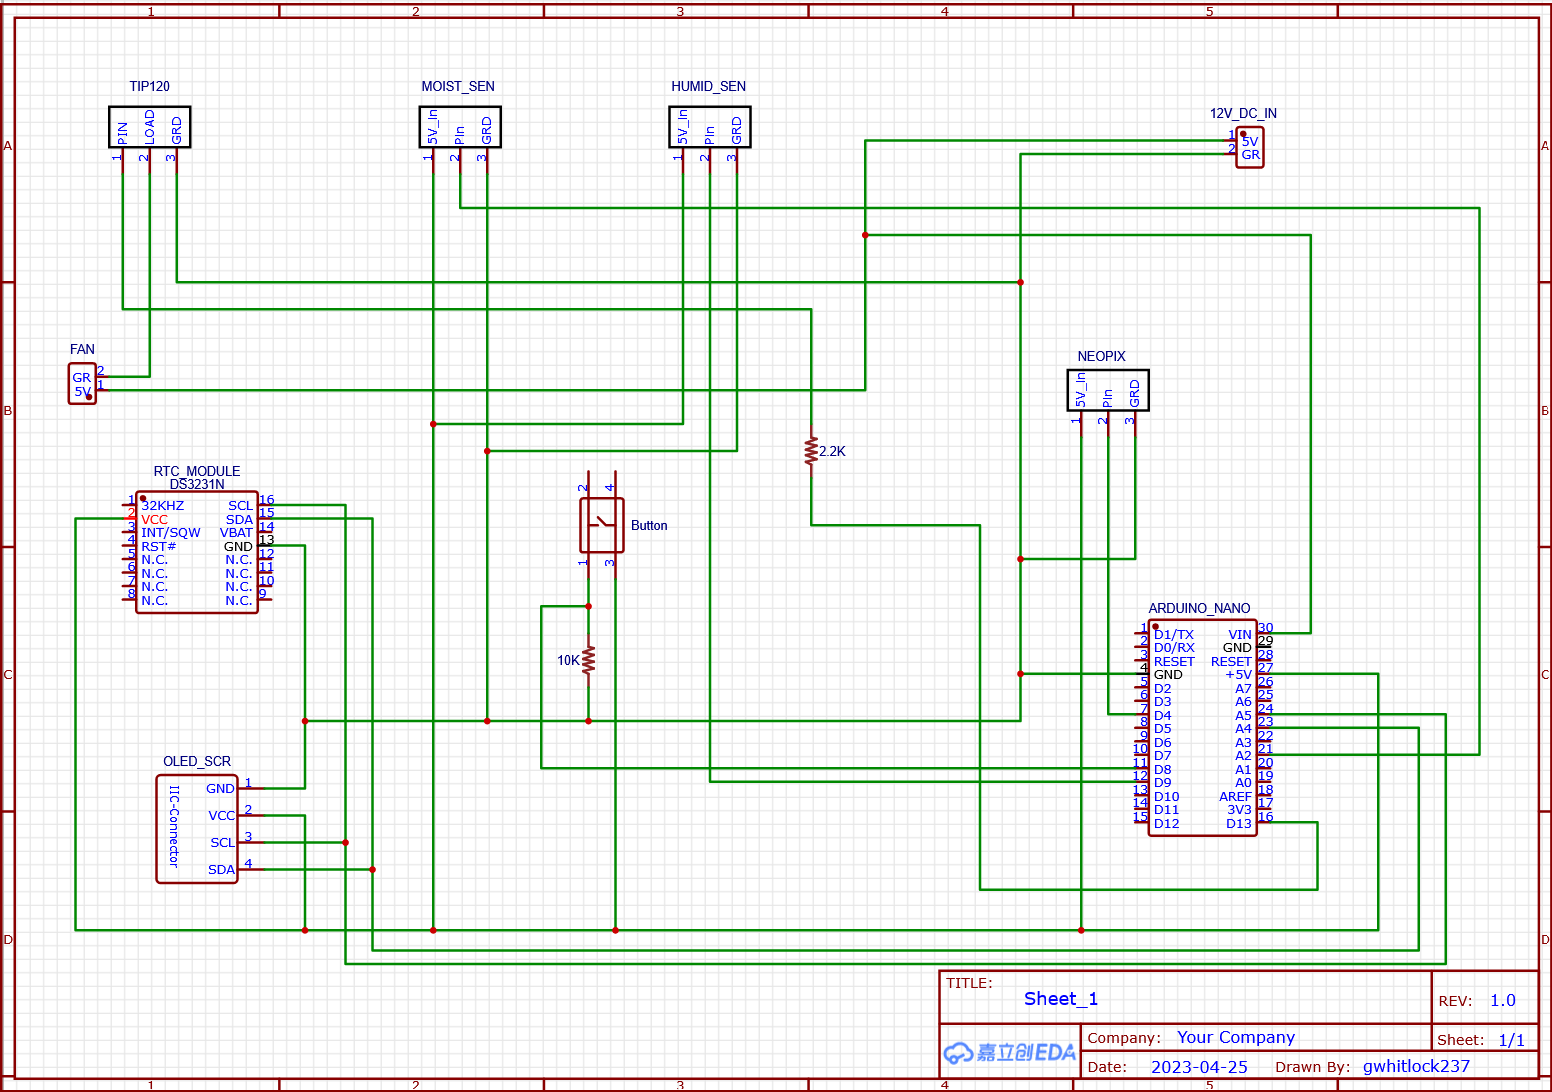 1 2 3 4 5
A
B
C
D
A
B
C
D
TIP120
PIN
LOAD
GRD
1 2 3
MOIST_SEN
5V_In
PIn
GRD
1 2 3
HUMID_SEN
5V_In
PIn
GRD
1 2 3
12V_DC_IN
1 5V
2 GR
FAN
GR 2
5V 1
NEOPIX
5V_In
PIn
GRD
1 2 3
2.2K
RTC_MODULE
DS3231N
1 32KHZ SCL 16
2 VCC SDA 15
3 INT/SQW VBAT 14
4 RST# GND 13
5 N.C. N.C. 12
6 N.C. N.C. 11
7 N.C. N.C. 10
8 N.C. N.C. 9
2 4
Button
1 3
10K
ARDUINO_NANO
1 D1/TX VIN 30
2 D0/RX GND 29
3 RESET RESET 28
4 GND +5V 27
5 D2 A7 26
6 D3 A6 25
7 D4 A5 24
8 D5 A4 23
9 D6 A3 22
10 D7 A2 21
11 D8 A1 20
12 D9 A0 19
13 D10 AREF 18
14 D11 3V3 17
15 D12 D13 16
OLED_SCR
IIC-Connector
GND 1
VCC 2
SCL 3
SDA 4
TITLE:
Sheet_1
REV: 1.0
嘉立创EDA
Company: Your Company
Sheet: 1/1
Date: 2023-04-25 Drawn By: gwhitlock237
1 2 3 4 5